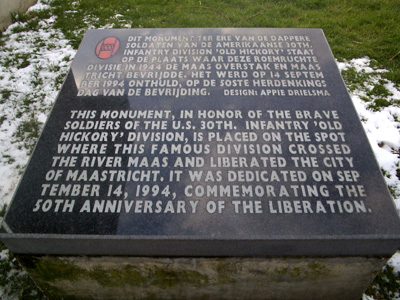 DIT MONUMENT TER ERE VAN DE DAPPERE
SOLDATEN VAN DE AMERIKAANSE 30TH.
INFANTRY DIVISION 'OLD HICKORY' STAAT
OP DE PLAATS WAAR DEZE ROEMRUCHTE
DIVISIE IN 1944 DE MAAS OVERSTAK EN MAAS
TRICHT BEVRIJDDE. HET WERD OP 14 SEPTEM
BER 1994 ONTHULD, OP DE 50STE HERDENKINGS
DAG VAN DE BEVRIJDING. DESIGN: APPIE DRIELSMA
THIS MONUMENT, IN HONOR OF THE BRAVE
SOLDIERS OF THE U.S. 30TH. INFANTRY 'OLD
HICKORY' DIVISION, IS PLACED ON THE SPOT
WHERE THIS FAMOUS DIVISION CROSSED
THE RIVER MAAS AND LIBERATED THE CITY
OF MAASTRICHT. IT WAS DEDICATED ON SEP
TEMBER 14, 1994, COMMEMORATING THE
50TH ANNIVERSARY OF THE LIBERATION.